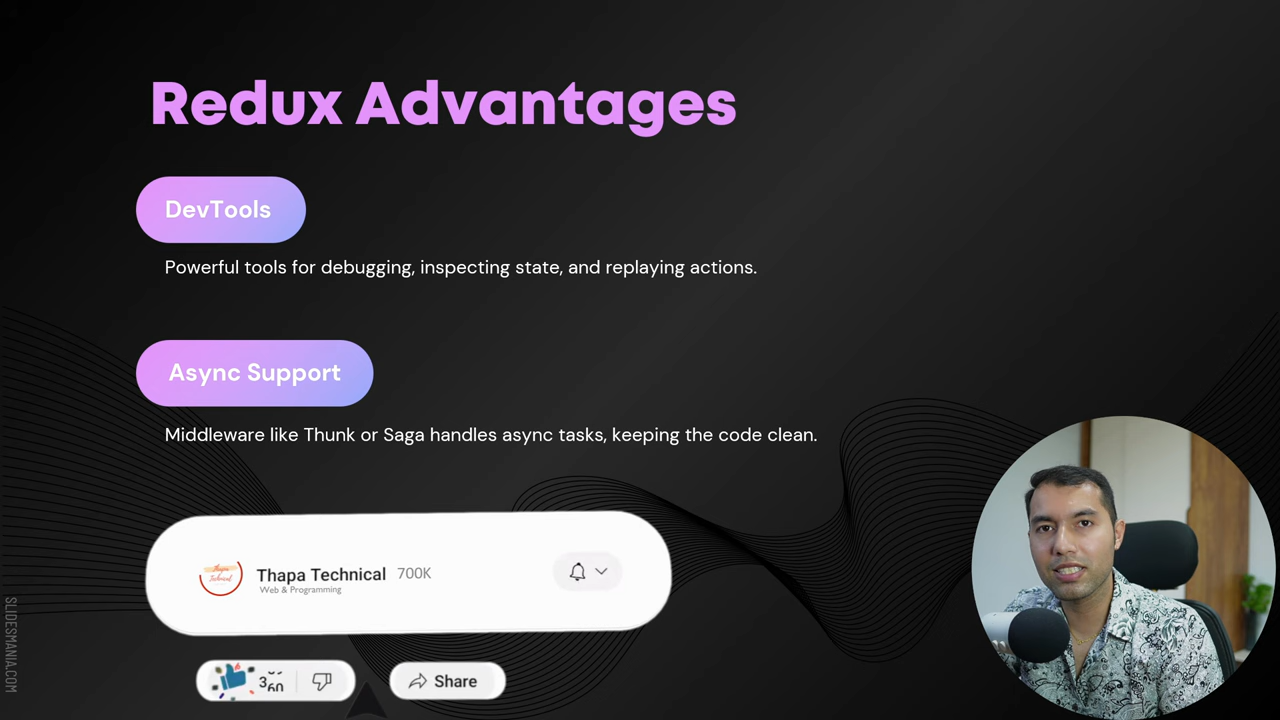 Redux Advantages
DevTools
Powerful tools for debugging, inspecting state, and replaying actions.
Async Support
Middleware like Thunk or Saga handles async tasks, keeping the code clean.
Thapa Technical 700K
Web & Programming
Share
SLIDESMANIA.COM